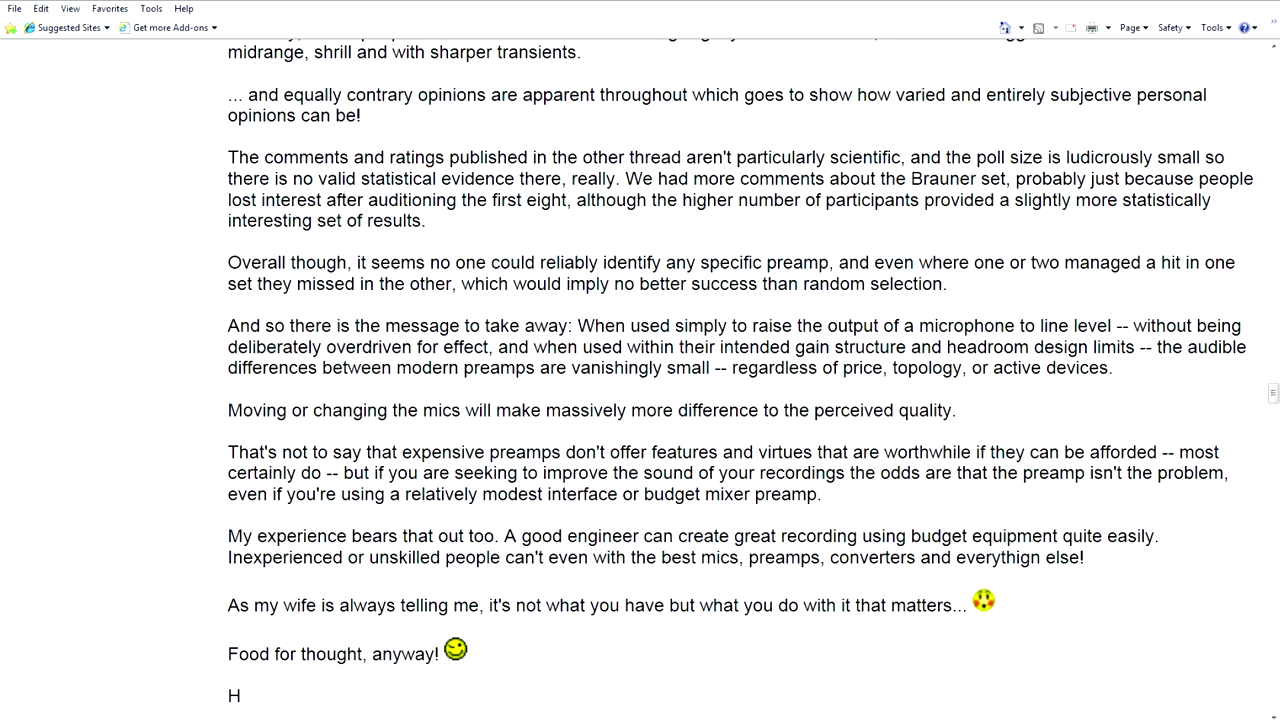 File Edit View Favorites Tools Help
Suggested Sites Get more Add-ons Page Safety Tools
midrange, shrill and with sharper transients.
... and equally contrary opinions are apparent throughout which goes to show how varied and entirely subjective personal
opinions can be!
The comments and ratings published in the other thread aren't particularly scientific, and the poll size is ludicrously small so
there is no valid statistical evidence there, really. We had more comments about the Brauner set, probably just because people
lost interest after auditioning the first eight, although the higher number of participants provided a slightly more statistically
interesting set of results.
Overall though, it seems no one could reliably identify any specific preamp, and even where one or two managed a hit in one
set they missed in the other, which would imply no better success than random selection.
And so there is the message to take away: When used simply to raise the output of a microphone to line level -- without being
deliberately overdriven for effect, and when used within their intended gain structure and headroom design limits -- the audible
differences between modern preamps are vanishingly small -- regardless of price, topology, or active devices.
Moving or changing the mics will make massively more difference to the perceived quality.
That's not to say that expensive preamps don't offer features and virtues that are worthwhile if they can be afforded -- most
certainly do -- but if you are seeking to improve the sound of your recordings the odds are that the preamp isn't the problem,
even if you're using a relatively modest interface or budget mixer preamp.
My experience bears that out too. A good engineer can create great recording using budget equipment quite easily.
Inexperienced or unskilled people can't even with the best mics, preamps, converters and everythign else!
As my wife is always telling me, it's not what you have but what you do with it that matters...
Food for thought, anyway!
H